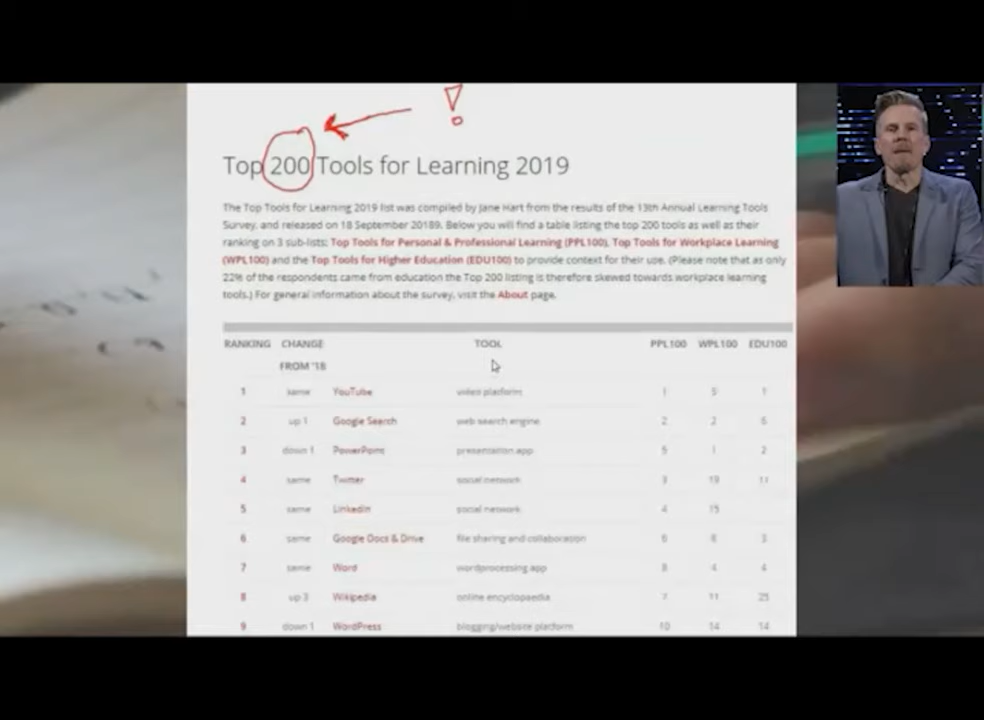 !
Top 200 Tools for Learning 2019
The Top Tools for Learning 2019 list was compiled by Jane Hart from the results of the 13th Annual Learning Tools
Survey, and released on 18 September 20189. Below you will find a table listing the top 200 tools as well as their
ranking on 3 sub-lists: Top Tools for Personal & Professional Learning (PPL100), Top Tools for Workplace Learning
(WPL100) and the Top Tools for Higher Education (EDU100) to provide context for their use. (Please note that as only
22% of the respondents came from education the Top 200 listing is therefore skewed towards workplace learning
tools.) For general information about the survey, visit the About page.
RANKING CHANGE TOOL PPL100 WPL100 EDU100
FROM '18
1 same YouTube video platform 1 5 1
2 up 1 Google Search web search engine 2 2 6
3 down 1 PowerPoint presentation app 5 1 2
4 same Twitter social network 3 19 11
5 same LinkedIn social network 4 15
6 same Google Docs & Drive file sharing and collaboration 6 8 3
7 same Word wordprocessing app 8 4 4
8 up 3 Wikipedia online encyclopaedia 7 11 25
9 down 1 WordPress blogging/website platform 10 14 14